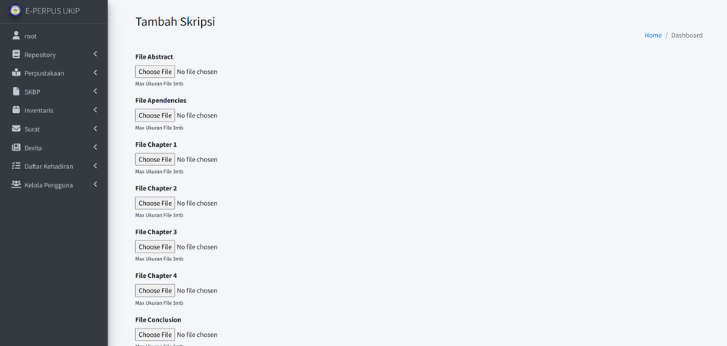 E-PERPUS UKIP
root
Repository
Perpustakaan
SKBP
Inventaris
Surat
Berita
Daftar Kehadiran
Kelola Pengguna
Tambah Skripsi
Home / Dashboard
File Abstract
Choose File No file chosen
Max Ukuran File 3mb
File Apendencies
Choose File No file chosen
Max Ukuran File 3mb
File Chapter 1
Choose File No file chosen
Max Ukuran File 3mb
File Chapter 2
Choose File No file chosen
Max Ukuran File 3mb
File Chapter 3
Choose File No file chosen
Max Ukuran File 3mb
File Chapter 4
Choose File No file chosen
Max Ukuran File 3mb
File Conclusion
Choose File No file chosen
Max Ukuran File 3mb